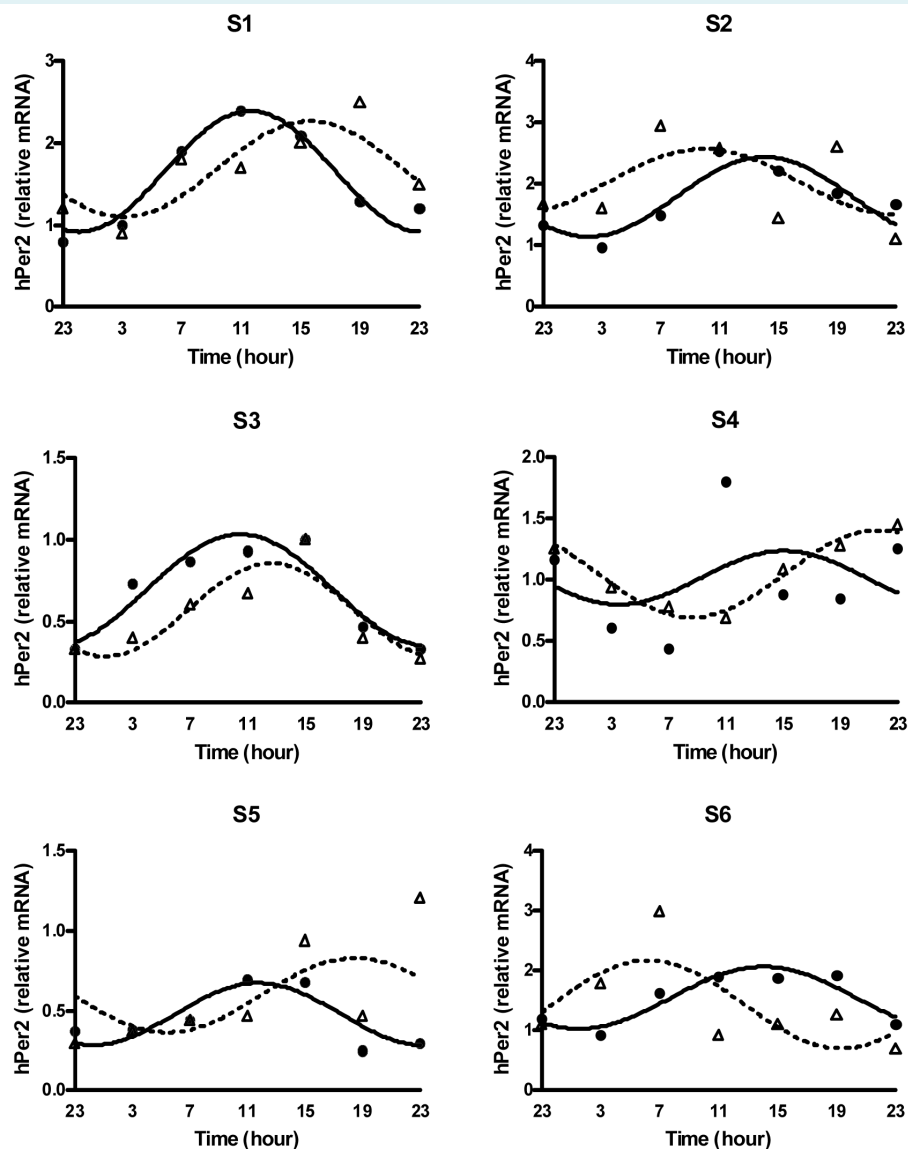 S1
hPer2 (relative mRNA)
3
2
1
0
23 3 7 11 15 19 23
Time (hour)
S2
hPer2 (relative mRNA)
4
3
2
1
0
23 3 7 11 15 19 23
Time (hour)
S3
hPer2 (relative mRNA)
1.5
1.0
0.5
0.0
23 3 7 11 15 19 23
Time (hour)
S4
hPer2 (relative mRNA)
2.0
1.5
1.0
0.5
0.0
23 3 7 11 15 19 23
Time (hour)
S5
hPer2 (relative mRNA)
1.5
1.0
0.5
0.0
23 3 7 11 15 19 23
Time (hour)
S6
hPer2 (relative mRNA)
4
3
2
1
0
23 3 7 11 15 19 23
Time (hour)